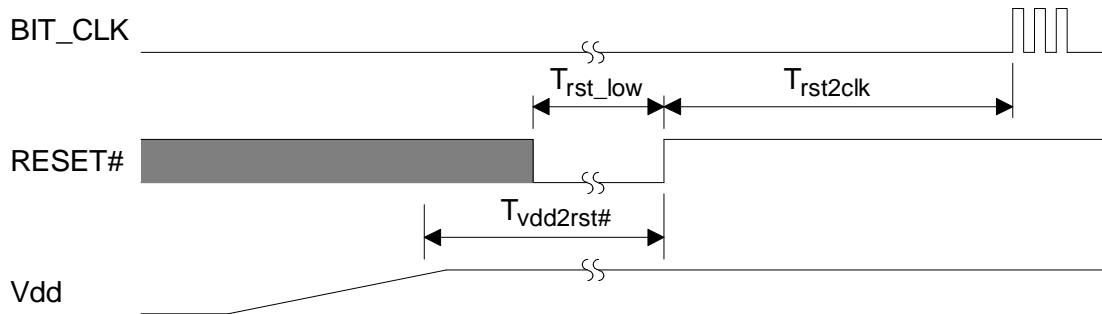 BIT_CLK
Trst_low
Trst2clk
RESET#
Tvdd2rst#
Vdd